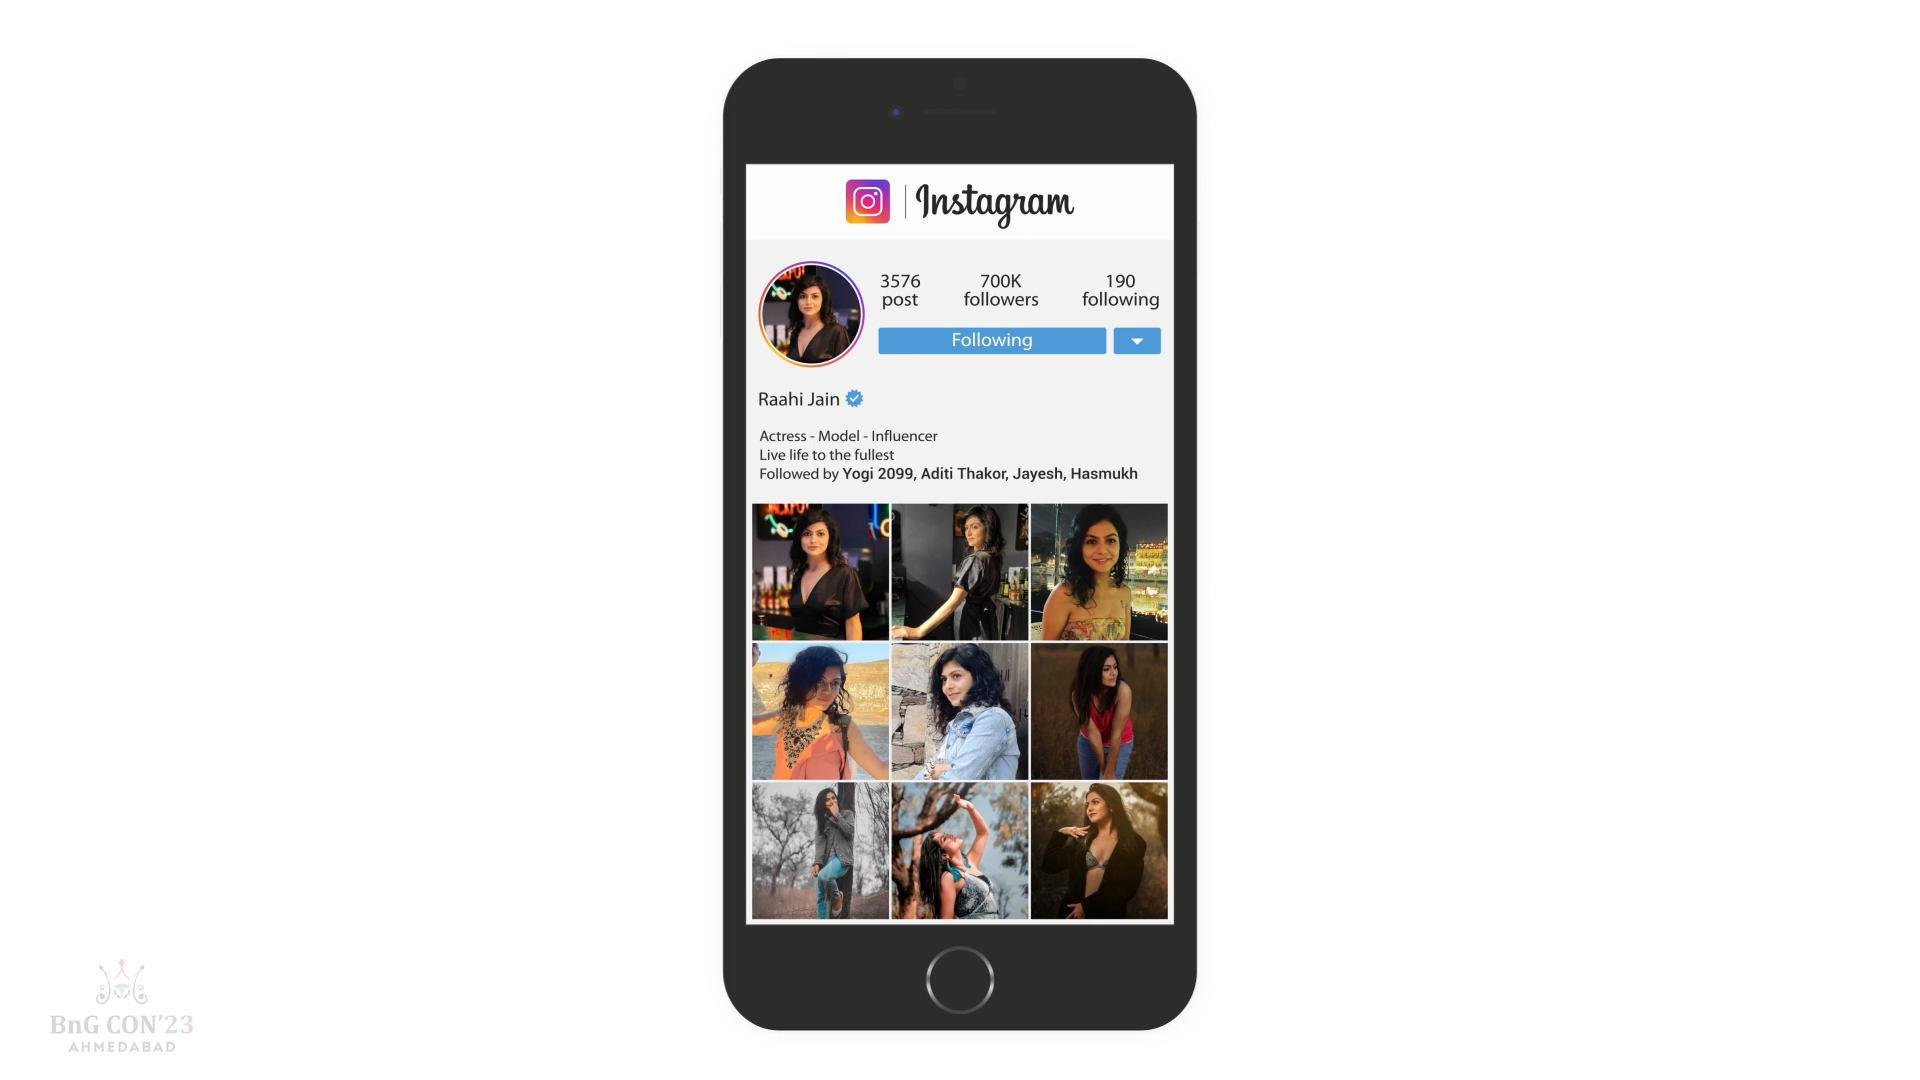 Instagram
3576 post
700K followers
190 following
Following
Raahi Jain
Actress - Model - Influencer
Live life to the fullest
Followed by Yogi 2099, Aditi Thakor, Jayesh, Hasmukh
BnG CON'23
AHMEDABAD